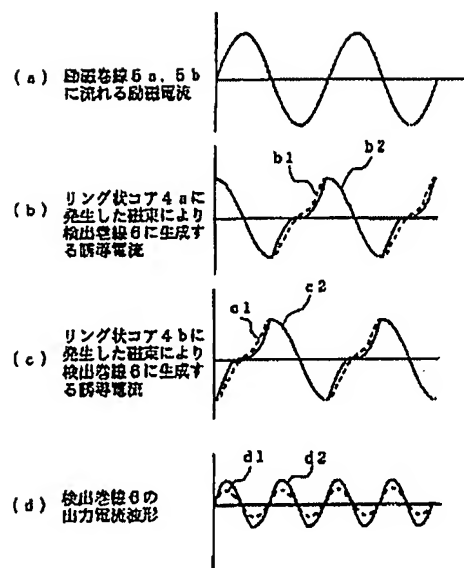 (a) 励磁巻線5a,5b
に流れる励磁電流
b1
b2
(b) リング状コア4aに
発生した磁束により
検出巻線6に生成す
る誘導電流
c1
c2
(c) リング状コア4bに
発生した磁束により
検出巻線6に生成す
る誘導電流
d1
d2
(d) 検出巻線6の
出力電流波形